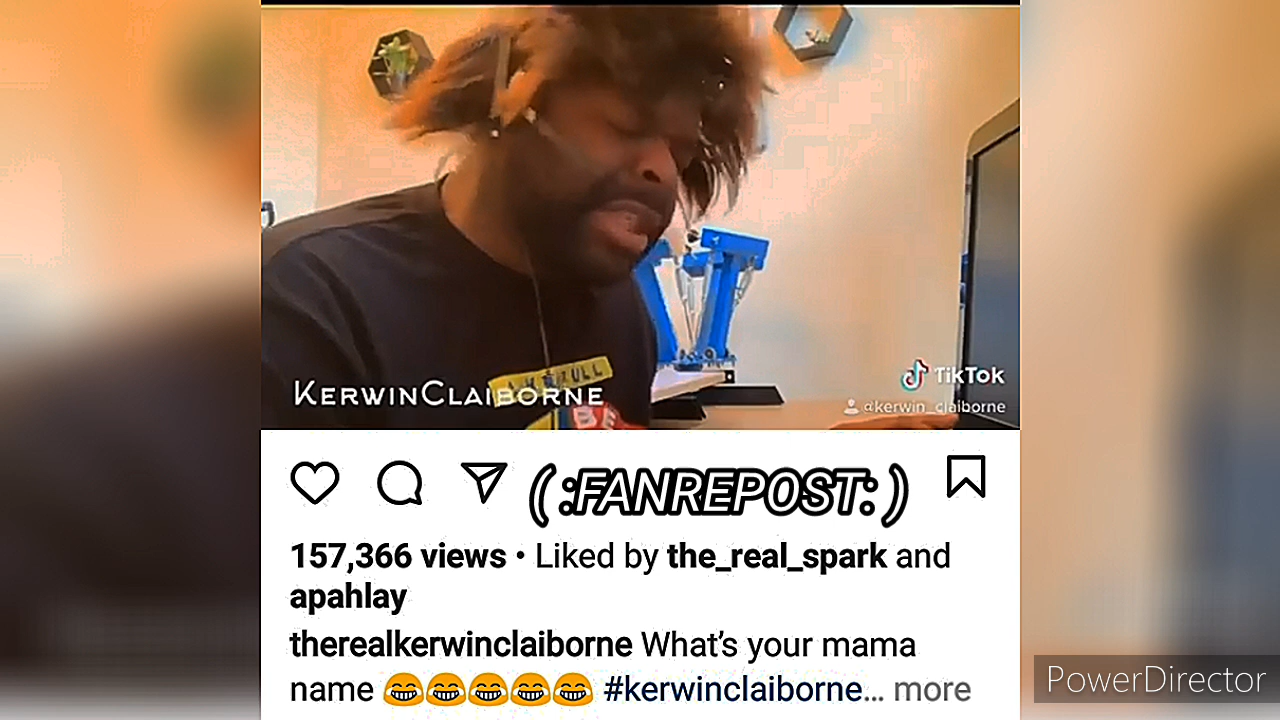 KERWINCLAIBORNE
TikTok
@kerwin_claiborne
(:FANREPOST:)
157,366 views • Liked by the_real_spark and
apahlay
therealkerwinclaiborne What's your mama
name 😂😂😂😂😂 #kerwinclaiborne... more
PowerDirector